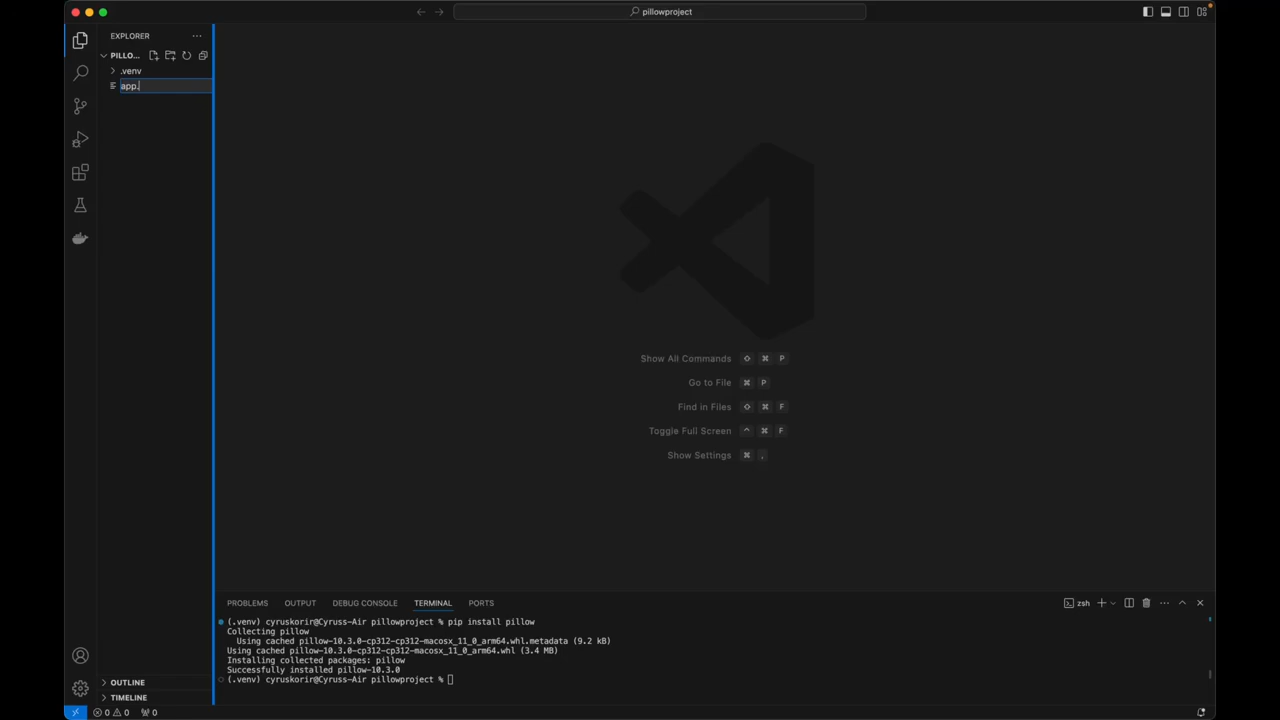 pillowproject
EXPLORER
PILLO...
.venv
app.
Show All Commands ⇧ ⌘ P
Go to File ⌘ P
Find in Files ⇧ ⌘ F
Toggle Full Screen ^ ⌘ F
Show Settings ⌘ ,
PROBLEMS OUTPUT DEBUG CONSOLE TERMINAL PORTS
zsh
(.venv) cyruskorir@Cyruss-Air pillowproject % pip install pillow
Collecting pillow
Using cached pillow-10.3.0-cp312-cp312-macosx_11_0_arm64.whl.metadata (9.2 kB)
Using cached pillow-10.3.0-cp312-cp312-macosx_11_0_arm64.whl (3.4 MB)
Installing collected packages: pillow
Successfully installed pillow-10.3.0
(.venv) cyruskorir@Cyruss-Air pillowproject %
OUTLINE
TIMELINE
0 0 0